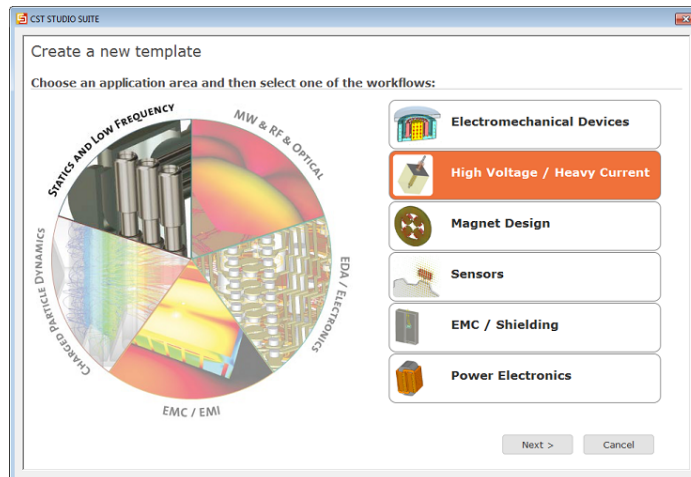 CST STUDIO SUITE
Create a new template
Choose an application area and then select one of the workflows:
STATICS AND LOW FREQUENCY
MW & RF & OPTICAL
EDA / ELECTRONICS
EMC / EMI
CHARGED PARTICLE DYNAMICS
Electromechanical Devices
High Voltage / Heavy Current
Magnet Design
Sensors
EMC / Shielding
Power Electronics
Next >
Cancel